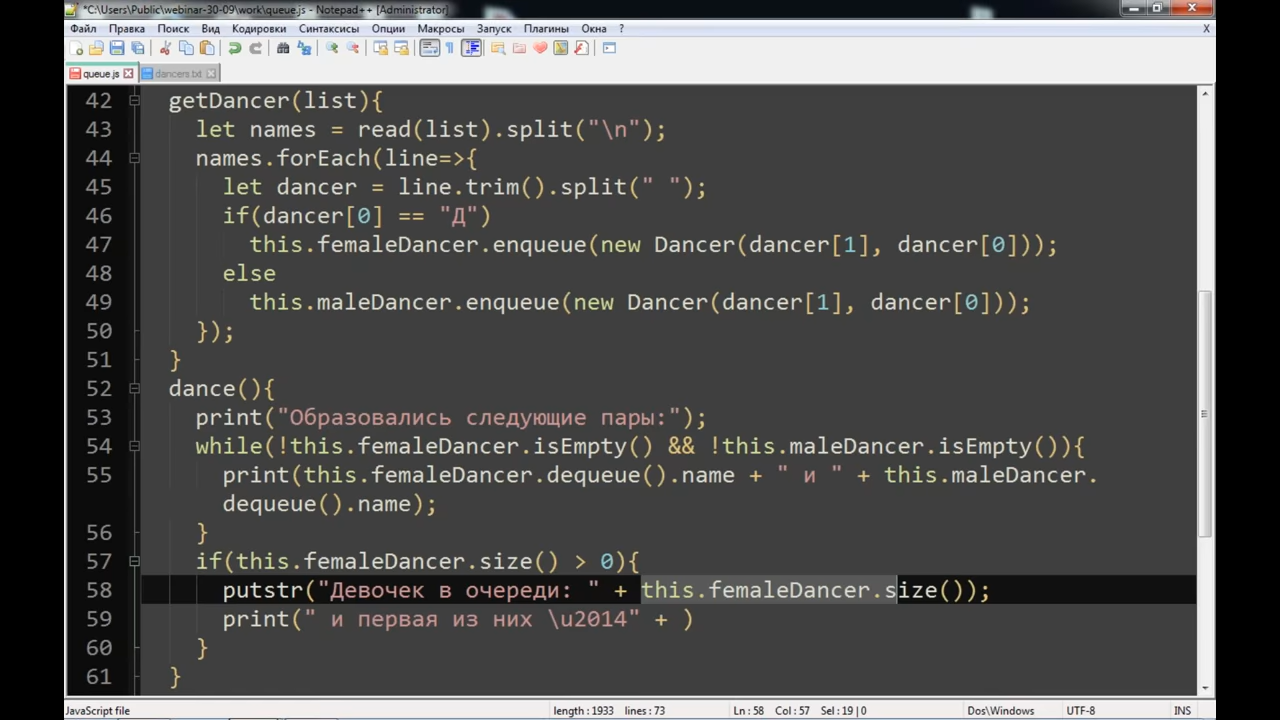 *C:\Users\Public\webinar-30-09\work\queue.js - Notepad++ [Administrator]
Файл Правка Поиск Вид Кодировки Синтаксисы Опции Макросы Запуск Плагины Окна ? X
queue.js dancers.txt
42 getDancer(list){
43 let names = read(list).split("\n");
44 names.forEach(line=>{
45 let dancer = line.trim().split(" ");
46 if(dancer[0] == "Д")
47 this.femaleDancer.enqueue(new Dancer(dancer[1], dancer[0]));
48 else
49 this.maleDancer.enqueue(new Dancer(dancer[1], dancer[0]));
50 });
51 }
52 dance(){
53 print("Образовались следующие пары:");
54 while(!this.femaleDancer.isEmpty() && !this.maleDancer.isEmpty()){
55 print(this.femaleDancer.dequeue().name + " и " + this.maleDancer.
dequeue().name);
56 }
57 if(this.femaleDancer.size() > 0){
58 putstr("Девочек в очереди: " + this.femaleDancer.size());
59 print(" и первая из них \u2014" + )
60 }
61 }
JavaScript file length : 1933 lines : 73 Ln : 58 Col : 57 Sel : 19 | 0 Dos\Windows UTF-8 INS